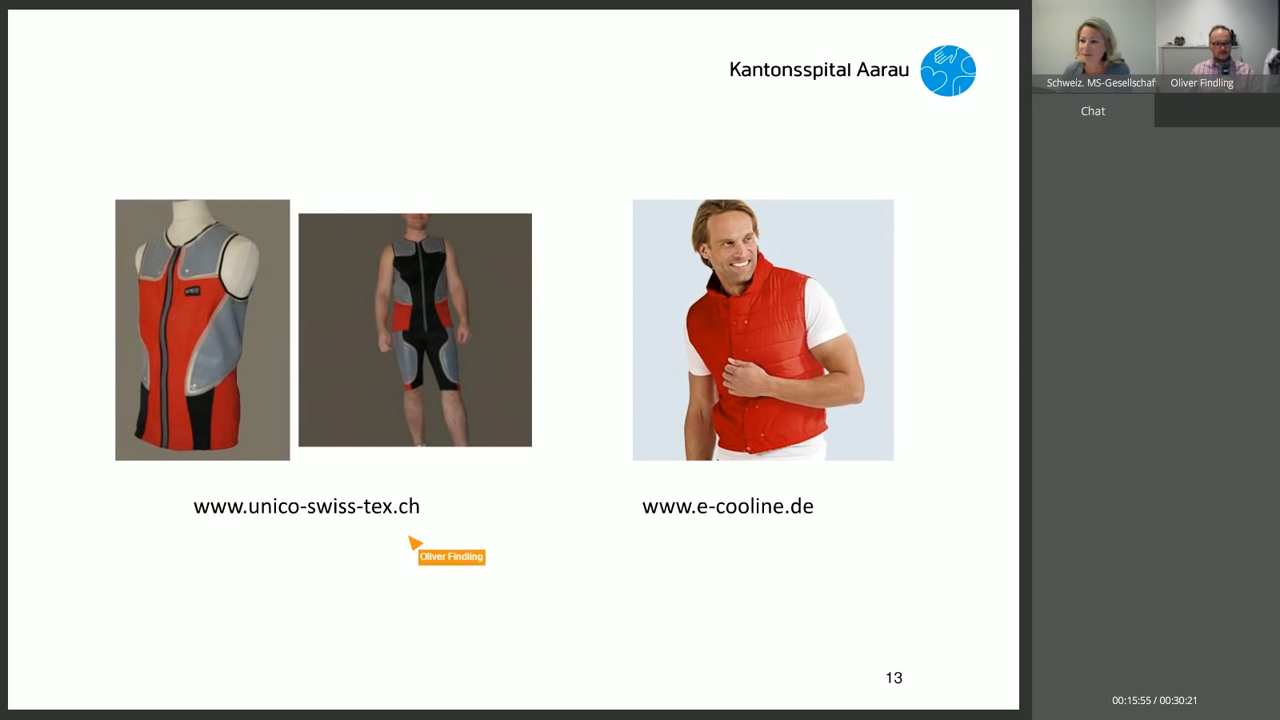 Kantonsspital Aarau
www.unico-swiss-tex.ch
www.e-cooline.de
Oliver Findling
13
Schweiz. MS-Gesellschaf
Oliver Findling
Chat
00:15:55 / 00:30:21